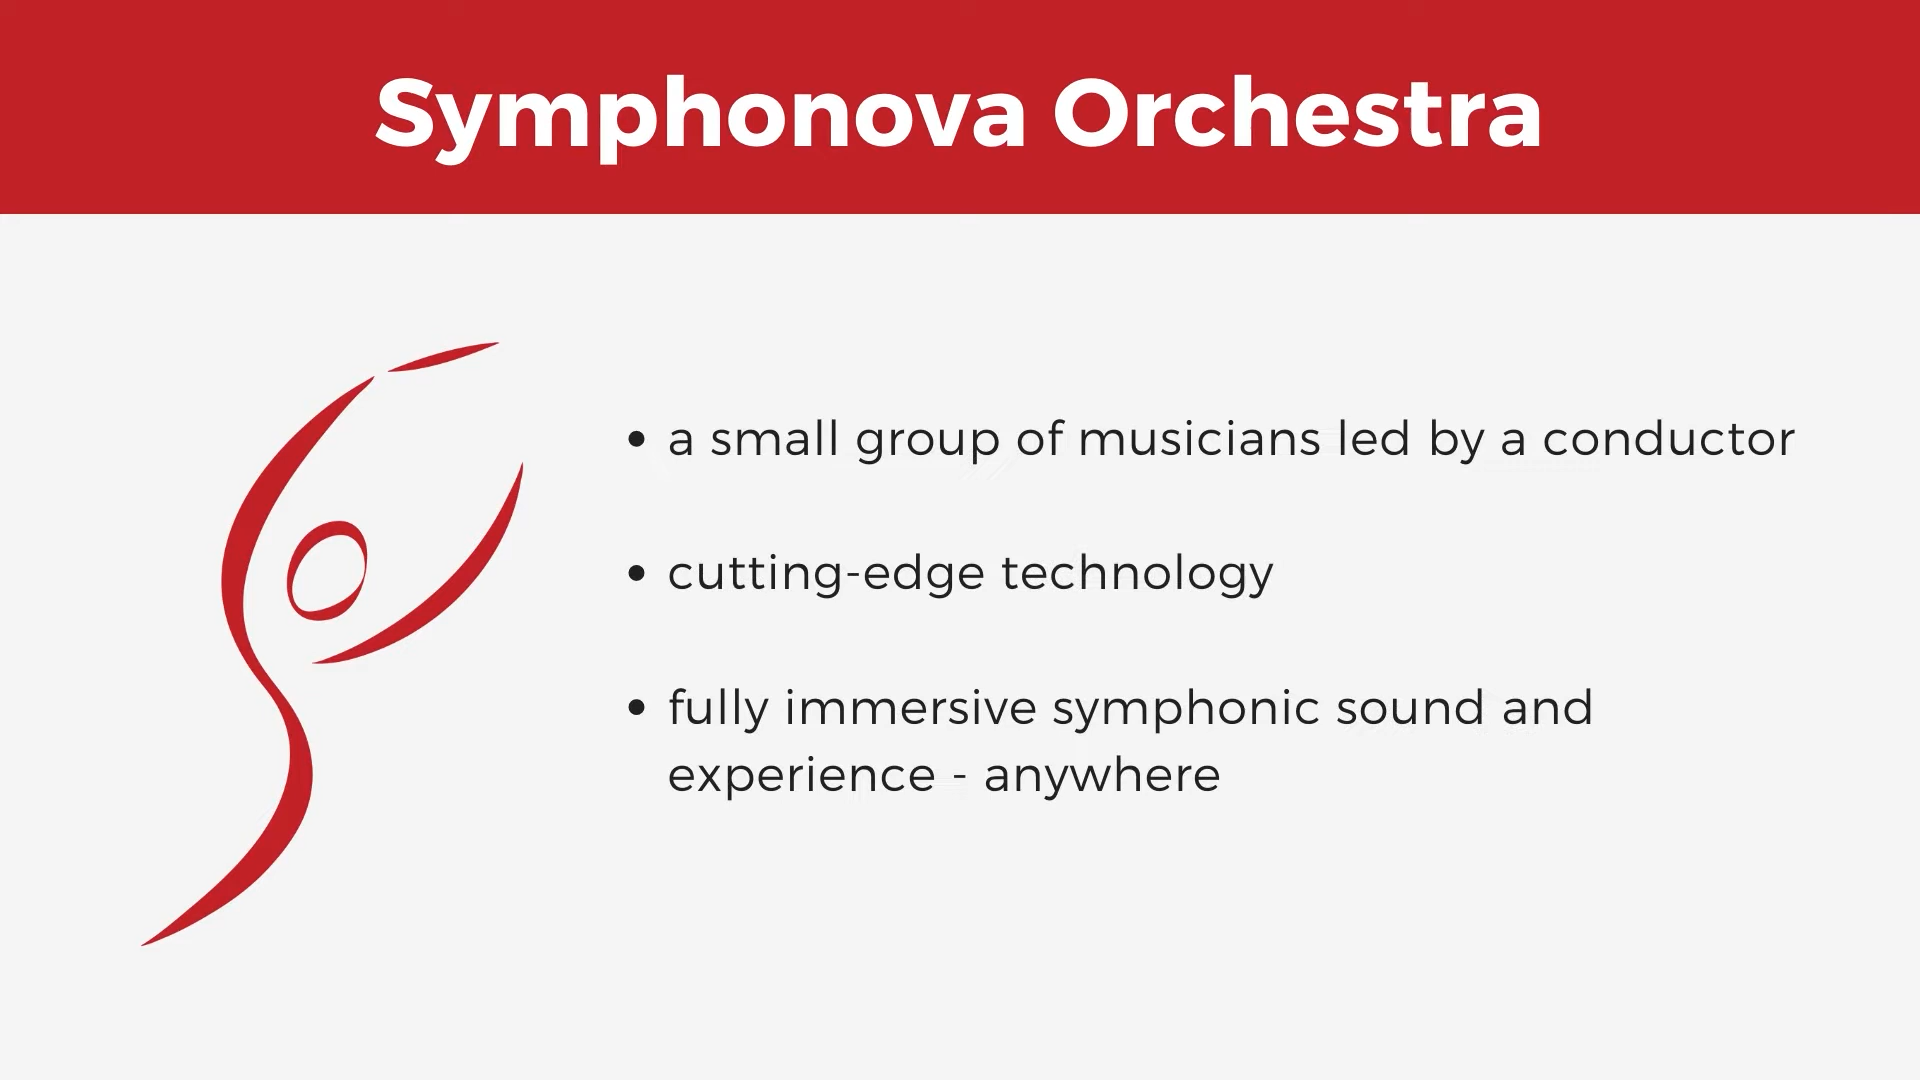 Symphonova Orchestra
• a small group of musicians led by a conductor
• cutting-edge technology
• fully immersive symphonic sound and
experience - anywhere